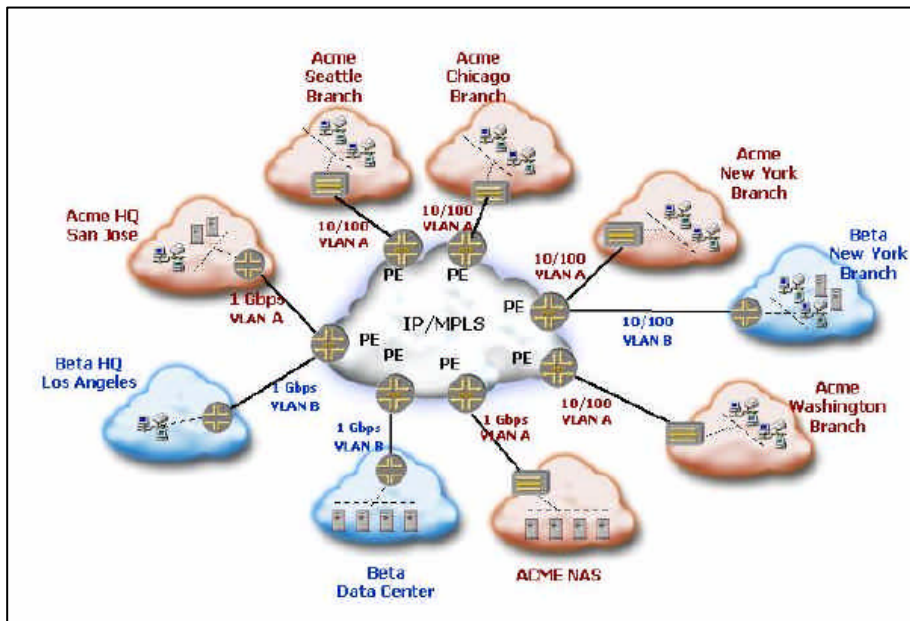 Acme
Seattle
Branch
Acme
Chicago
Branch
Acme
New York
Branch
Acme HQ
San Jose
10/100
VLAN A
10/100
VLAN A
Beta
New York
Branch
10/100
VLAN A
PE
PE
1 Gbps
VLAN A
PE
IP/MPLS
10/100
VLAN B
PE
PE
PE
PE
Beta HQ
Los Angeles
1 Gbps
VLAN B
Acme
Washington
Branch
10/100
VLAN A
1 Gbps
VLAN B
1 Gbps
VLAN A
Beta
Data Center
ACME NAS